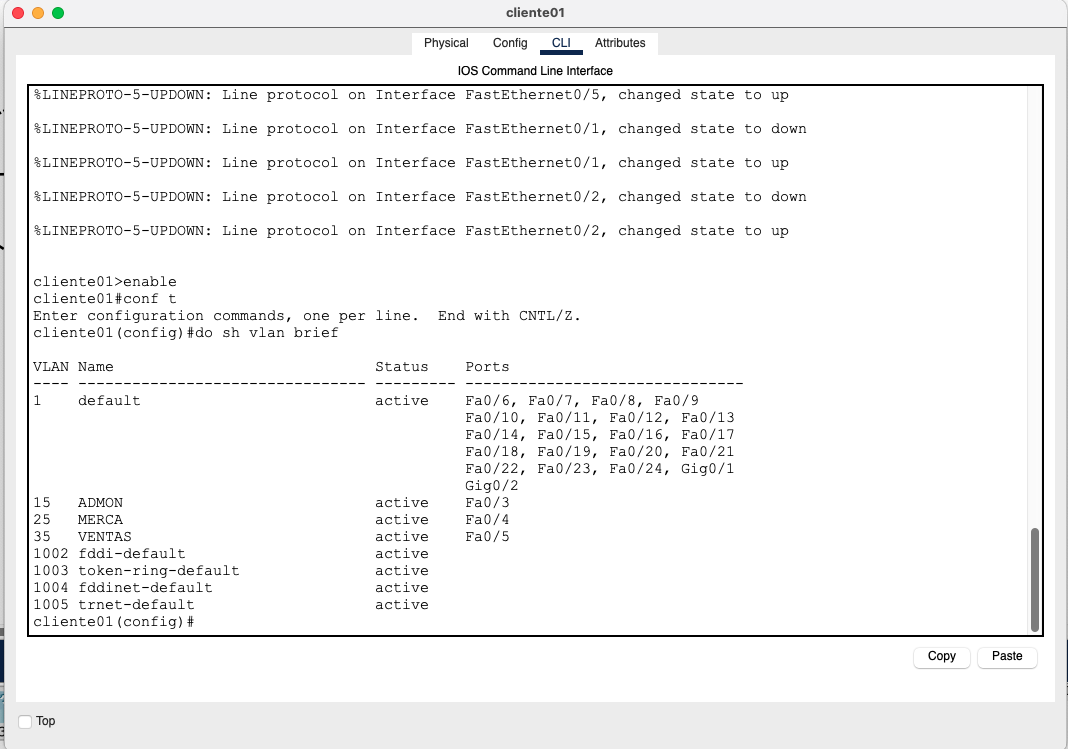 cliente01
Physical Config CLI Attributes
IOS Command Line Interface
%LINEPROTO-5-UPDOWN: Line protocol on Interface FastEthernet0/5, changed state to up
%LINEPROTO-5-UPDOWN: Line protocol on Interface FastEthernet0/1, changed state to down
%LINEPROTO-5-UPDOWN: Line protocol on Interface FastEthernet0/1, changed state to up
%LINEPROTO-5-UPDOWN: Line protocol on Interface FastEthernet0/2, changed state to down
%LINEPROTO-5-UPDOWN: Line protocol on Interface FastEthernet0/2, changed state to up
cliente01>enable
cliente01#conf t
Enter configuration commands, one per line.  End with CNTL/Z.
cliente01(config)#do sh vlan brief
VLAN Name                             Status    Ports
---- -------------------------------- --------- -------------------------------
1    default                          active    Fa0/6, Fa0/7, Fa0/8, Fa0/9
                                                Fa0/10, Fa0/11, Fa0/12, Fa0/13
                                                Fa0/14, Fa0/15, Fa0/16, Fa0/17
                                                Fa0/18, Fa0/19, Fa0/20, Fa0/21
                                                Fa0/22, Fa0/23, Fa0/24, Gig0/1
                                                Gig0/2
15   ADMON                            active    Fa0/3
25   MERCA                            active    Fa0/4
35   VENTAS                           active    Fa0/5
1002 fddi-default                     active
1003 token-ring-default               active
1004 fddinet-default                  active
1005 trnet-default                    active
cliente01(config)#
Copy Paste
Top